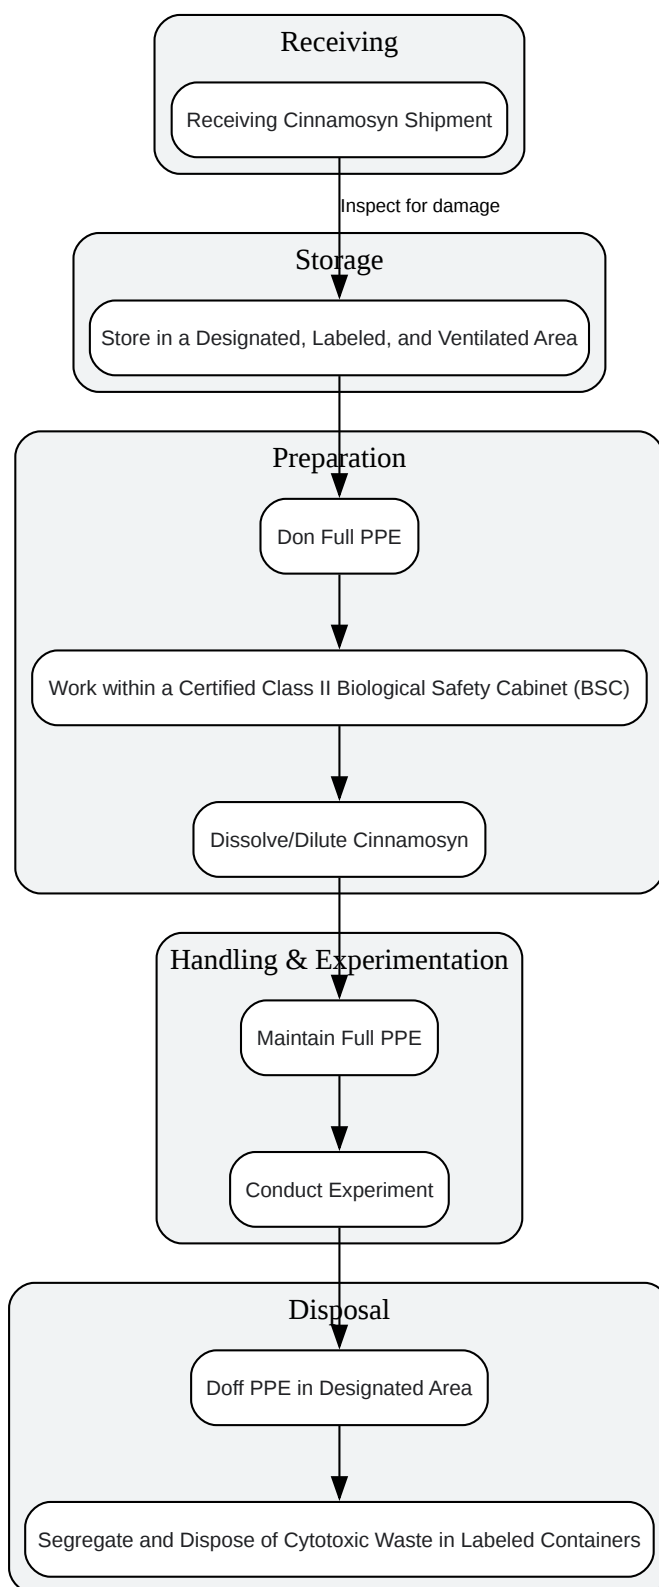 Receiving
Receiving Cinnamosyn Shipment
Inspect for damage
Storage
Store in a Designated, Labeled, and Ventilated Area
Preparation
Don Full PPE
Work within a Certified Class II Biological Safety Cabinet (BSC)
Dissolve/Dilute Cinnamosyn
Handling & Experimentation
Maintain Full PPE
Conduct Experiment
Disposal
Doff PPE in Designated Area
Segregate and Dispose of Cytotoxic Waste in Labeled Containers